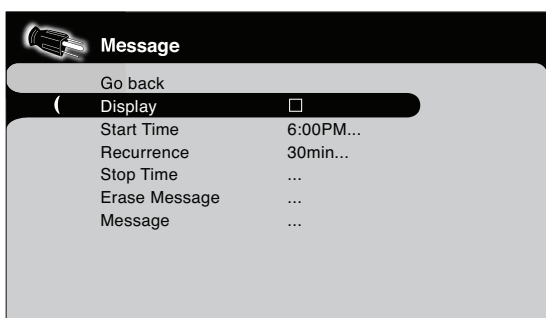 Message
Go back
Display
Start Time 6:00PM...
Recurrence 30min...
Stop Time ...
Erase Message ...
Message ...